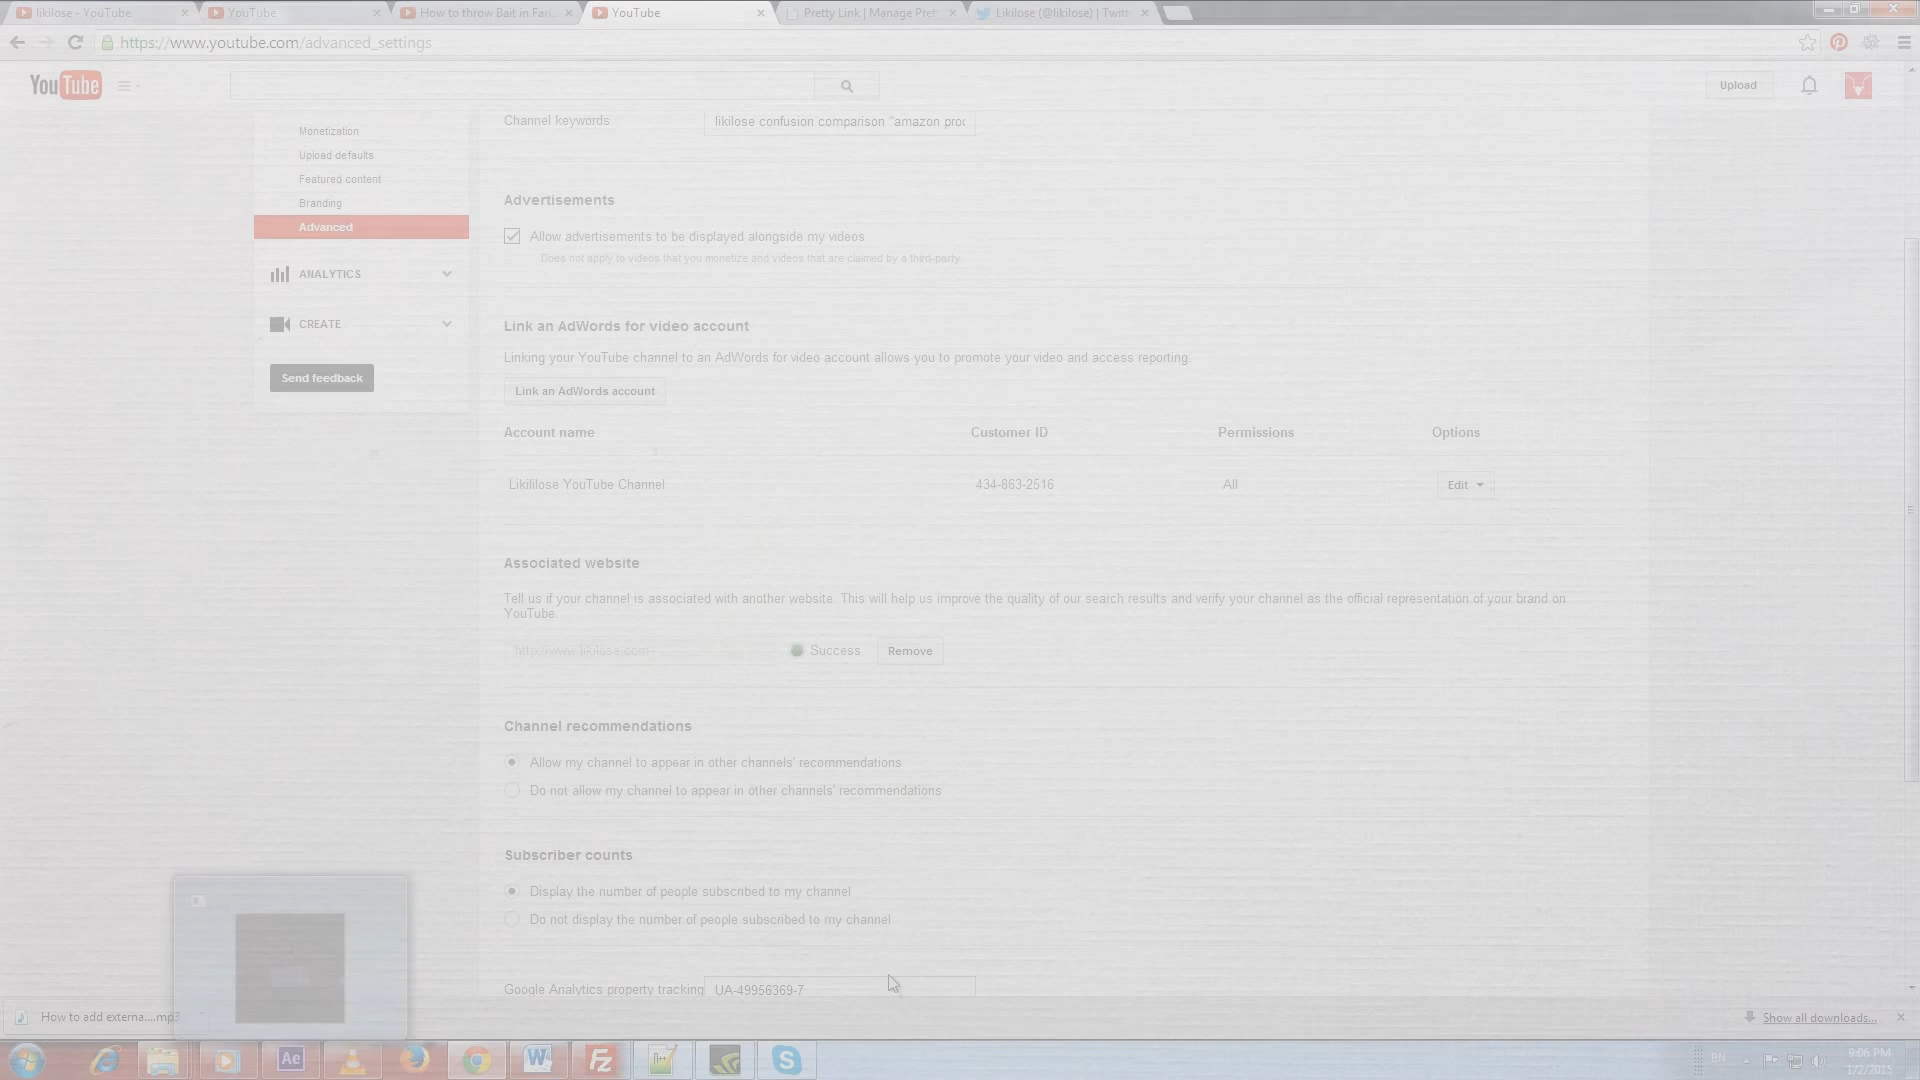 likilose - YouTube
YouTube
How to throw Bait in Fari...
YouTube
Pretty Link | Manage Prett
Likilose (@likilose) | Twitt
https://www.youtube.com/advanced_settings
YouTube
Upload
Monetization
Upload defaults
Featured content
Branding
Advanced
ANALYTICS
CREATE
Send feedback
Channel keywords
likilose confusion comparison "amazon prod
Advertisements
Allow advertisements to be displayed alongside my videos
Does not apply to videos that you monetize and videos that are claimed by a third-party.
Link an AdWords for video account
Linking your YouTube channel to an AdWords for video account allows you to promote your video and access reporting.
Link an AdWords account
Account name Customer ID Permissions Options
Likililose YouTube Channel 434-863-2516 All Edit
Associated website
Tell us if your channel is associated with another website. This will help us improve the quality of our search results and verify your channel as the official representation of your brand on
YouTube.
http://www.likilose.com Success Remove
Channel recommendations
Allow my channel to appear in other channels' recommendations
Do not allow my channel to appear in other channels' recommendations
Subscriber counts
Display the number of people subscribed to my channel
Do not display the number of people subscribed to my channel
Google Analytics property tracking UA-49956369-7
How to add externa....mp3
Show all downloads...
Ae
W
Fz
S
BN
9:06 PM
1/2/2015